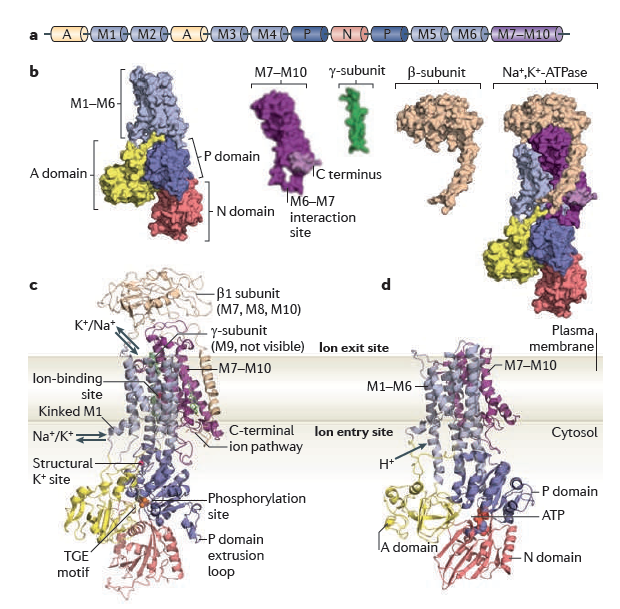 a A M1 M2 A M3 M4 P N P M5 M6 M7–M10
b
M7–M10
γ-subunit
β-subunit
Na⁺,K⁺-ATPase
M1–M6
A domain
P domain
N domain
C terminus
M6–M7
interaction
site
c
β1 subunit
(M7, M8, M10)
K⁺/Na⁺
γ-subunit
(M9, not visible)
M7–M10
Ion-binding
site
Kinked M1
Na⁺/K⁺
C-terminal
ion pathway
Structural
K⁺ site
Phosphorylation
site
TGE
motif
P domain
extrusion
loop
d
Plasma
membrane
Ion exit site
M7–M10
M1–M6
Ion entry site
Cytosol
H⁺
P domain
ATP
A domain
N domain